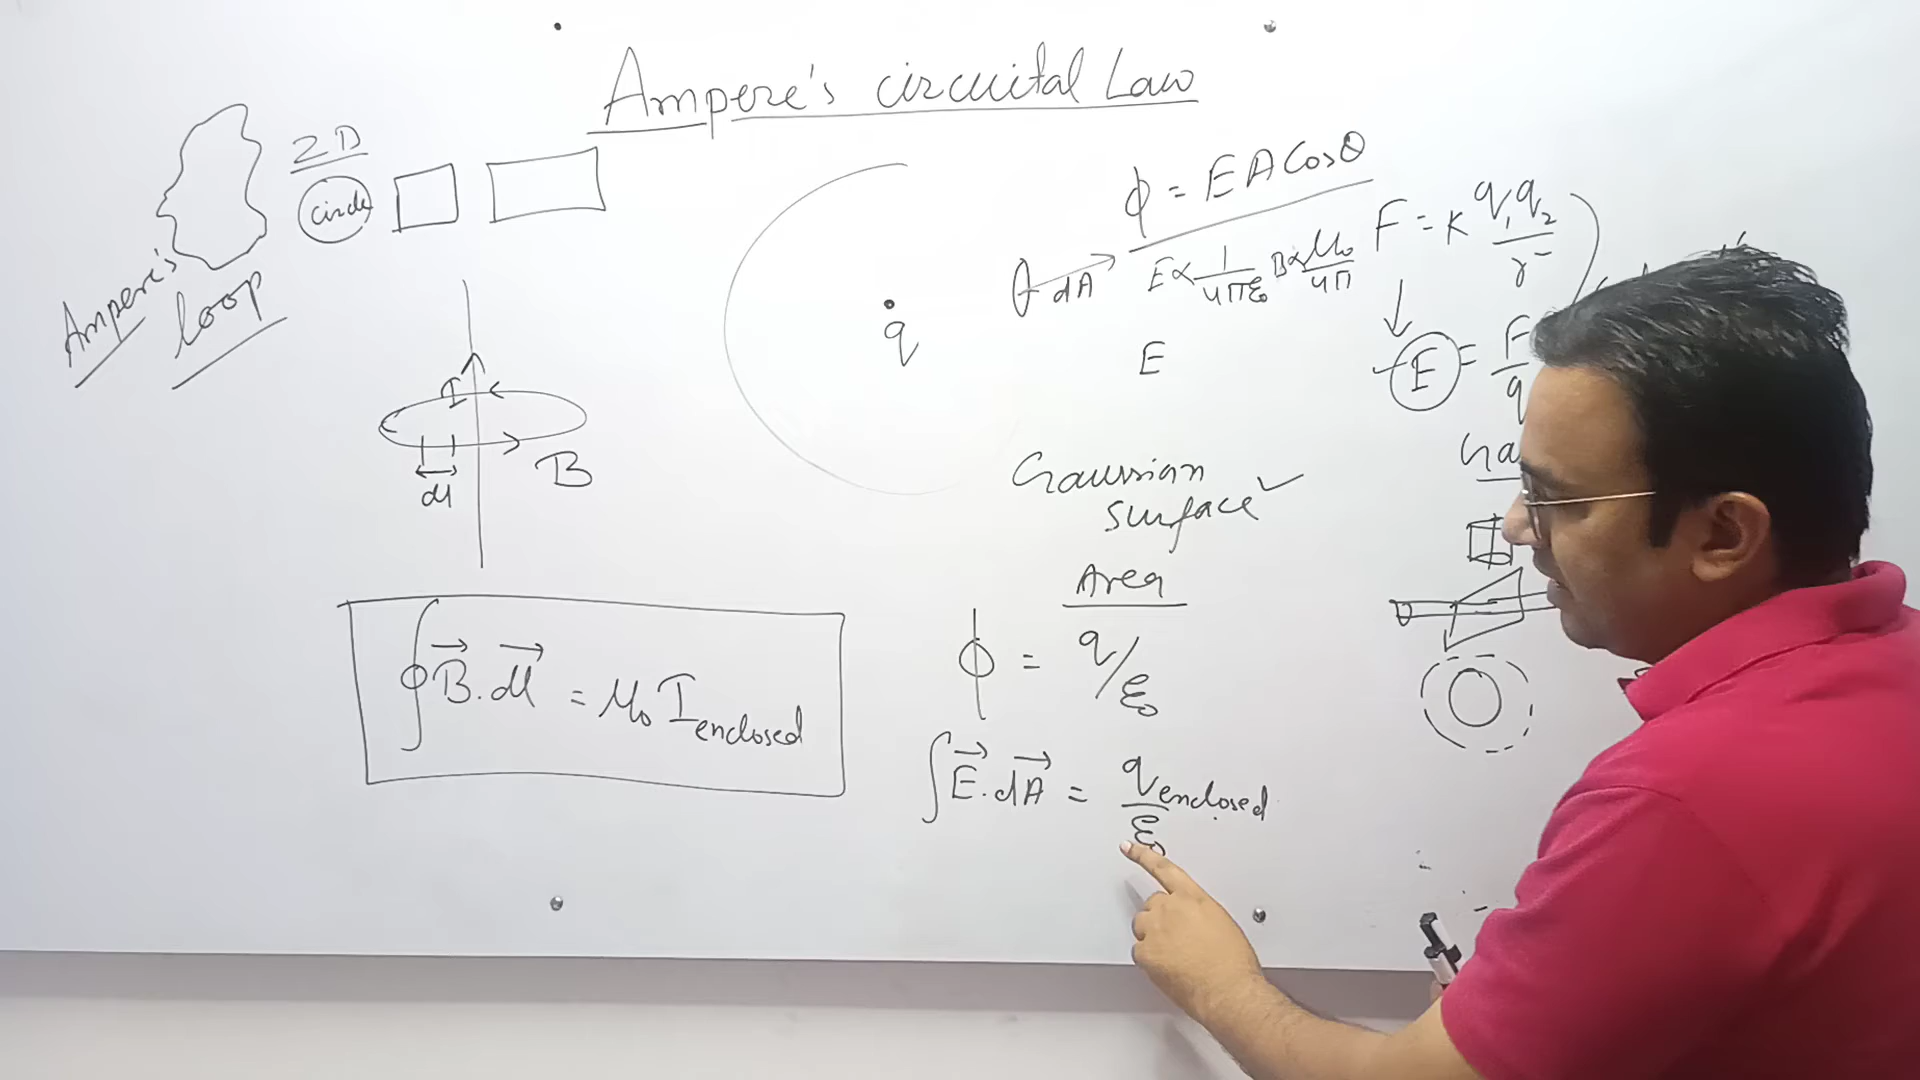 Ampere's circuital Law
2D
circle
Ampere's
loop
I
B
dl
∮B⃗.dl⃗ = μ₀ I enclosed
q
ϕ = EA Cosθ
dA
E ∝ 1/4πε₀
B ∝ μ₀/4π
F = K q₁q₂/r²
E
E = F/q
Gaussian
surface ✓
Area
ϕ = q/ε₀
∫E⃗.dA⃗ = q enclosed/ε₀